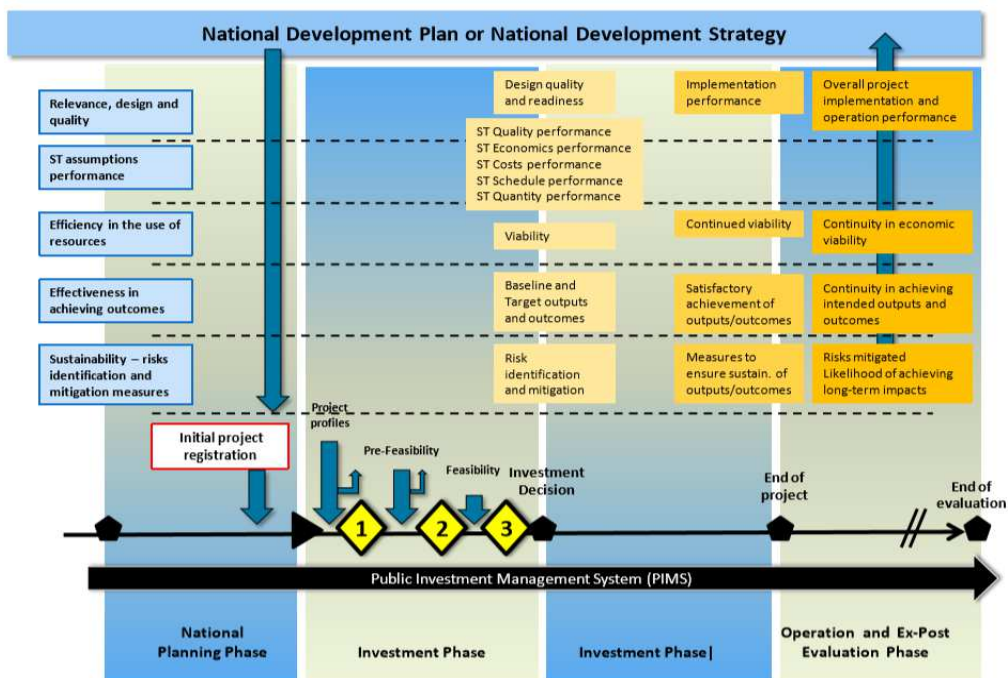 National Development Plan or National Development Strategy
Relevance, design and
quality
ST assumptions
performance
Efficiency in the use of
resources
Effectiveness in
achieving outcomes
Sustainability – risks
identification and
mitigation measures
Design quality
and readiness
ST Quality performance
ST Economics performance
ST Costs performance
ST Schedule performance
ST Quantity performance
Viability
Baseline and
Target outputs
and outcomes
Risk
identification
and mitigation
Implementation
performance
Continued viability
Satisfactory
achievement of
outputs/outcomes
Measures to
ensure sustain. of
outputs/outcomes
Overall project
implementation and
operation performance
Continuity in economic
viability
Continuity in achieving
intended outputs and
outcomes
Risks mitigated
Likelihood of achieving
long-term impacts
Initial project
registration
Project
profiles
Pre-Feasibility
Feasibility
Investment
Decision
End of
project
End of
evaluation
1
2
3
Public Investment Management System (PIMS)
National
Planning Phase
Investment Phase
Investment Phase|
Operation and Ex-Post
Evaluation Phase